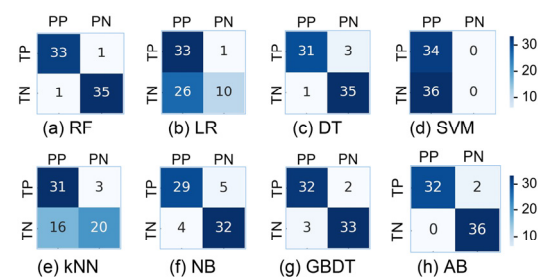 PP PN PP PN PP PN PP PN
TP 33 1 TP 33 1 TP 31 3 TP 34 0 30
20
TN 1 35 TN 26 10 TN 1 35 TN 36 0 10
(a) RF (b) LR (c) DT (d) SVM
PP PN PP PN PP PN PP PN
TP 31 3 TP 29 5 TP 32 2 TP 32 2 30
20
TN 16 20 TN 4 32 TN 3 33 TN 0 36 10
(e) kNN (f) NB (g) GBDT (h) AB